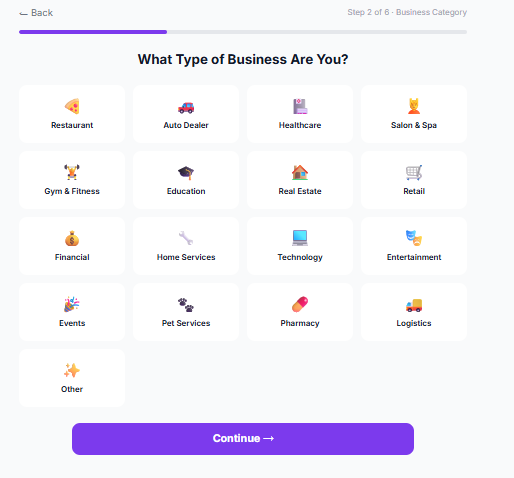 ← Back
Step 2 of 6 · Business Category
What Type of Business Are You?
Restaurant
Auto Dealer
Healthcare
Salon & Spa
Gym & Fitness
Education
Real Estate
Retail
Financial
Home Services
Technology
Entertainment
Events
Pet Services
Pharmacy
Logistics
Other
Continue →